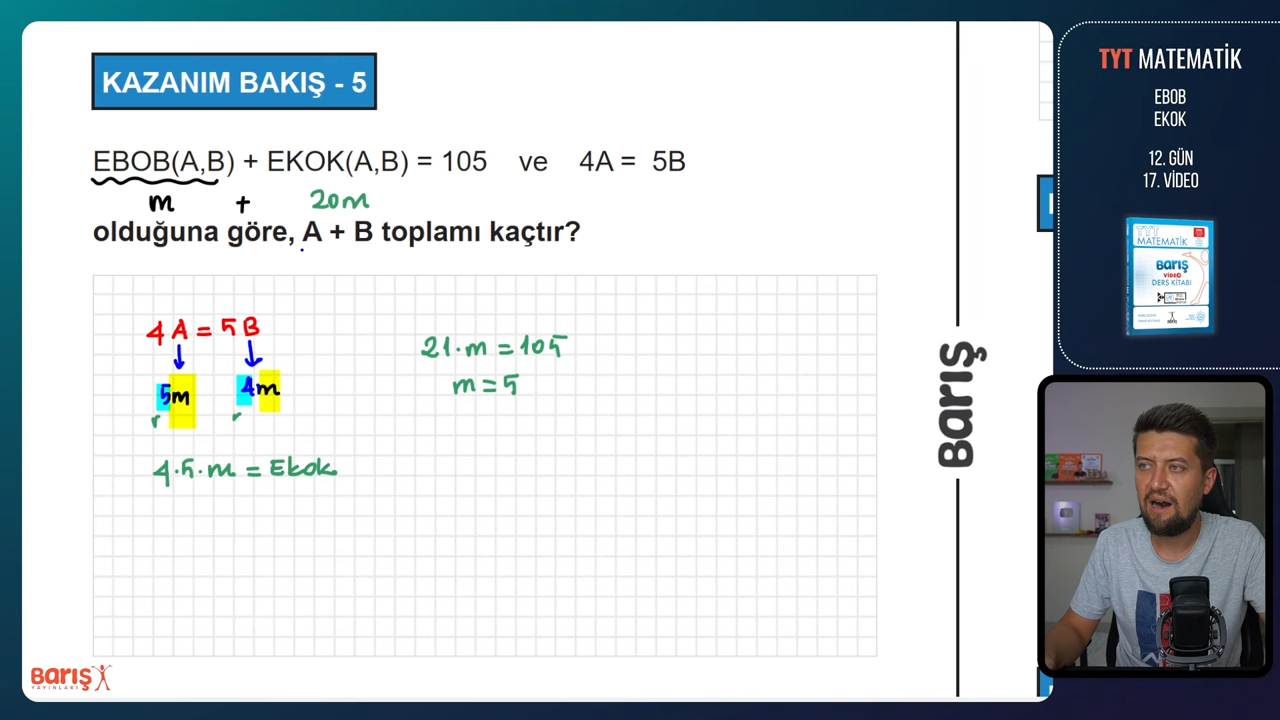 KAZANIM BAKIŞ - 5
EBOB(A,B) + EKOK(A,B) = 105 ve 4A = 5B
m + 20m
olduğuna göre, A + B toplamı kaçtır?
4A = 5B
5m 4m
r r
4·5·m = Ekok
21·m = 105
m = 5
Barış
BARIŞ
YAYINLARI
TYT MATEMATİK
EBOB
EKOK
12. GÜN
17. VİDEO
TYT
MATEMATİK
BARIŞ
VİDEO
DERS KİTABI